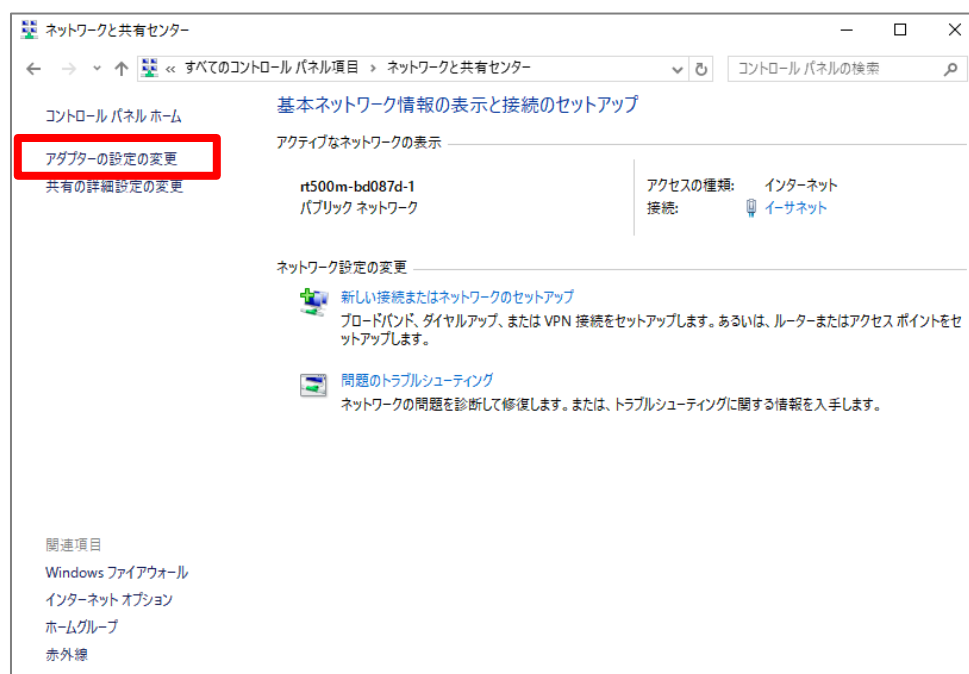 ネットワークと共有センター
« すべてのコントロール パネル項目 › ネットワークと共有センター
コントロール パネルの検索
コントロール パネル ホーム
アダプターの設定の変更
共有の詳細設定の変更
基本ネットワーク情報の表示と接続のセットアップ
アクティブなネットワークの表示
rt500m-bd087d-1
パブリック ネットワーク
アクセスの種類: インターネット
接続: イーサネット
ネットワーク設定の変更
新しい接続またはネットワークのセットアップ
ブロードバンド、ダイヤルアップ、または VPN 接続をセットアップします。あるいは、ルーターまたはアクセス ポイントをセ
ットアップします。
問題のトラブルシューティング
ネットワークの問題を診断して修復します。または、トラブルシューティングに関する情報を入手します。
関連項目
Windows ファイアウォール
インターネット オプション
ホームグループ
赤外線